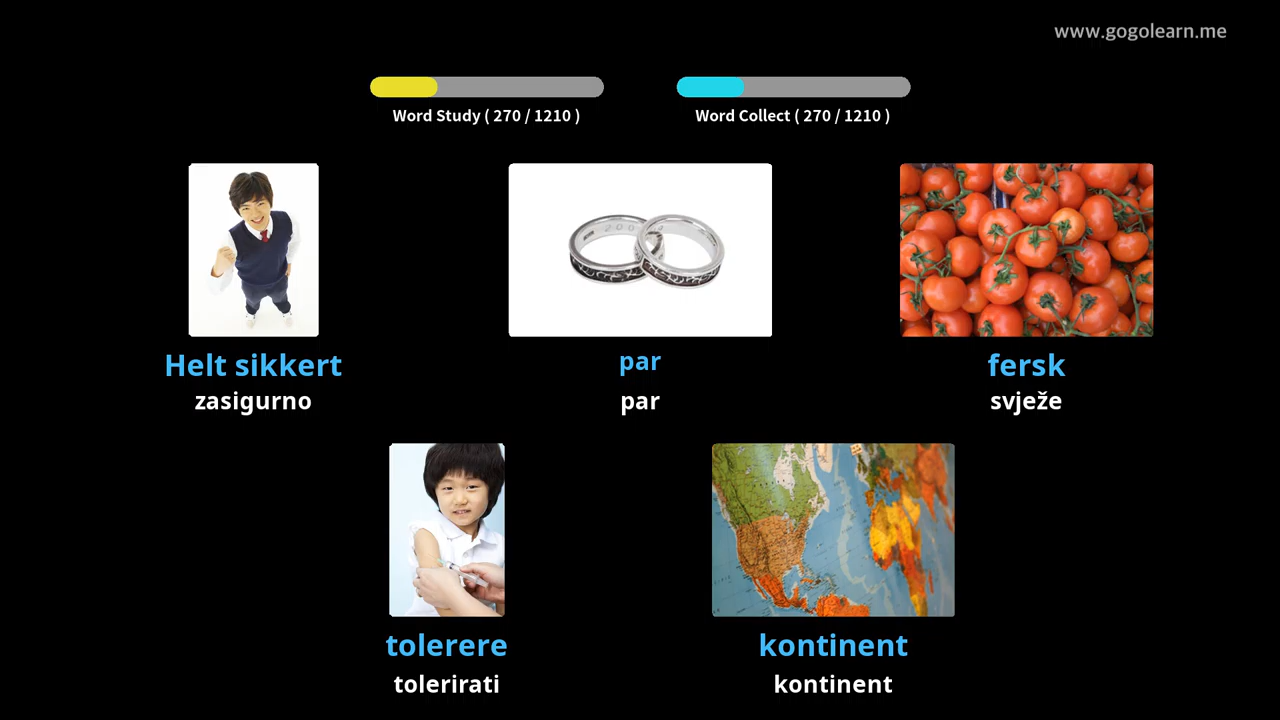 www.gogolearn.me
Word Study ( 270 / 1210 )
Word Collect ( 270 / 1210 )
Helt sikkert
zasigurno
par
par
fersk
svježe
tolerere
tolerirati
kontinent
kontinent